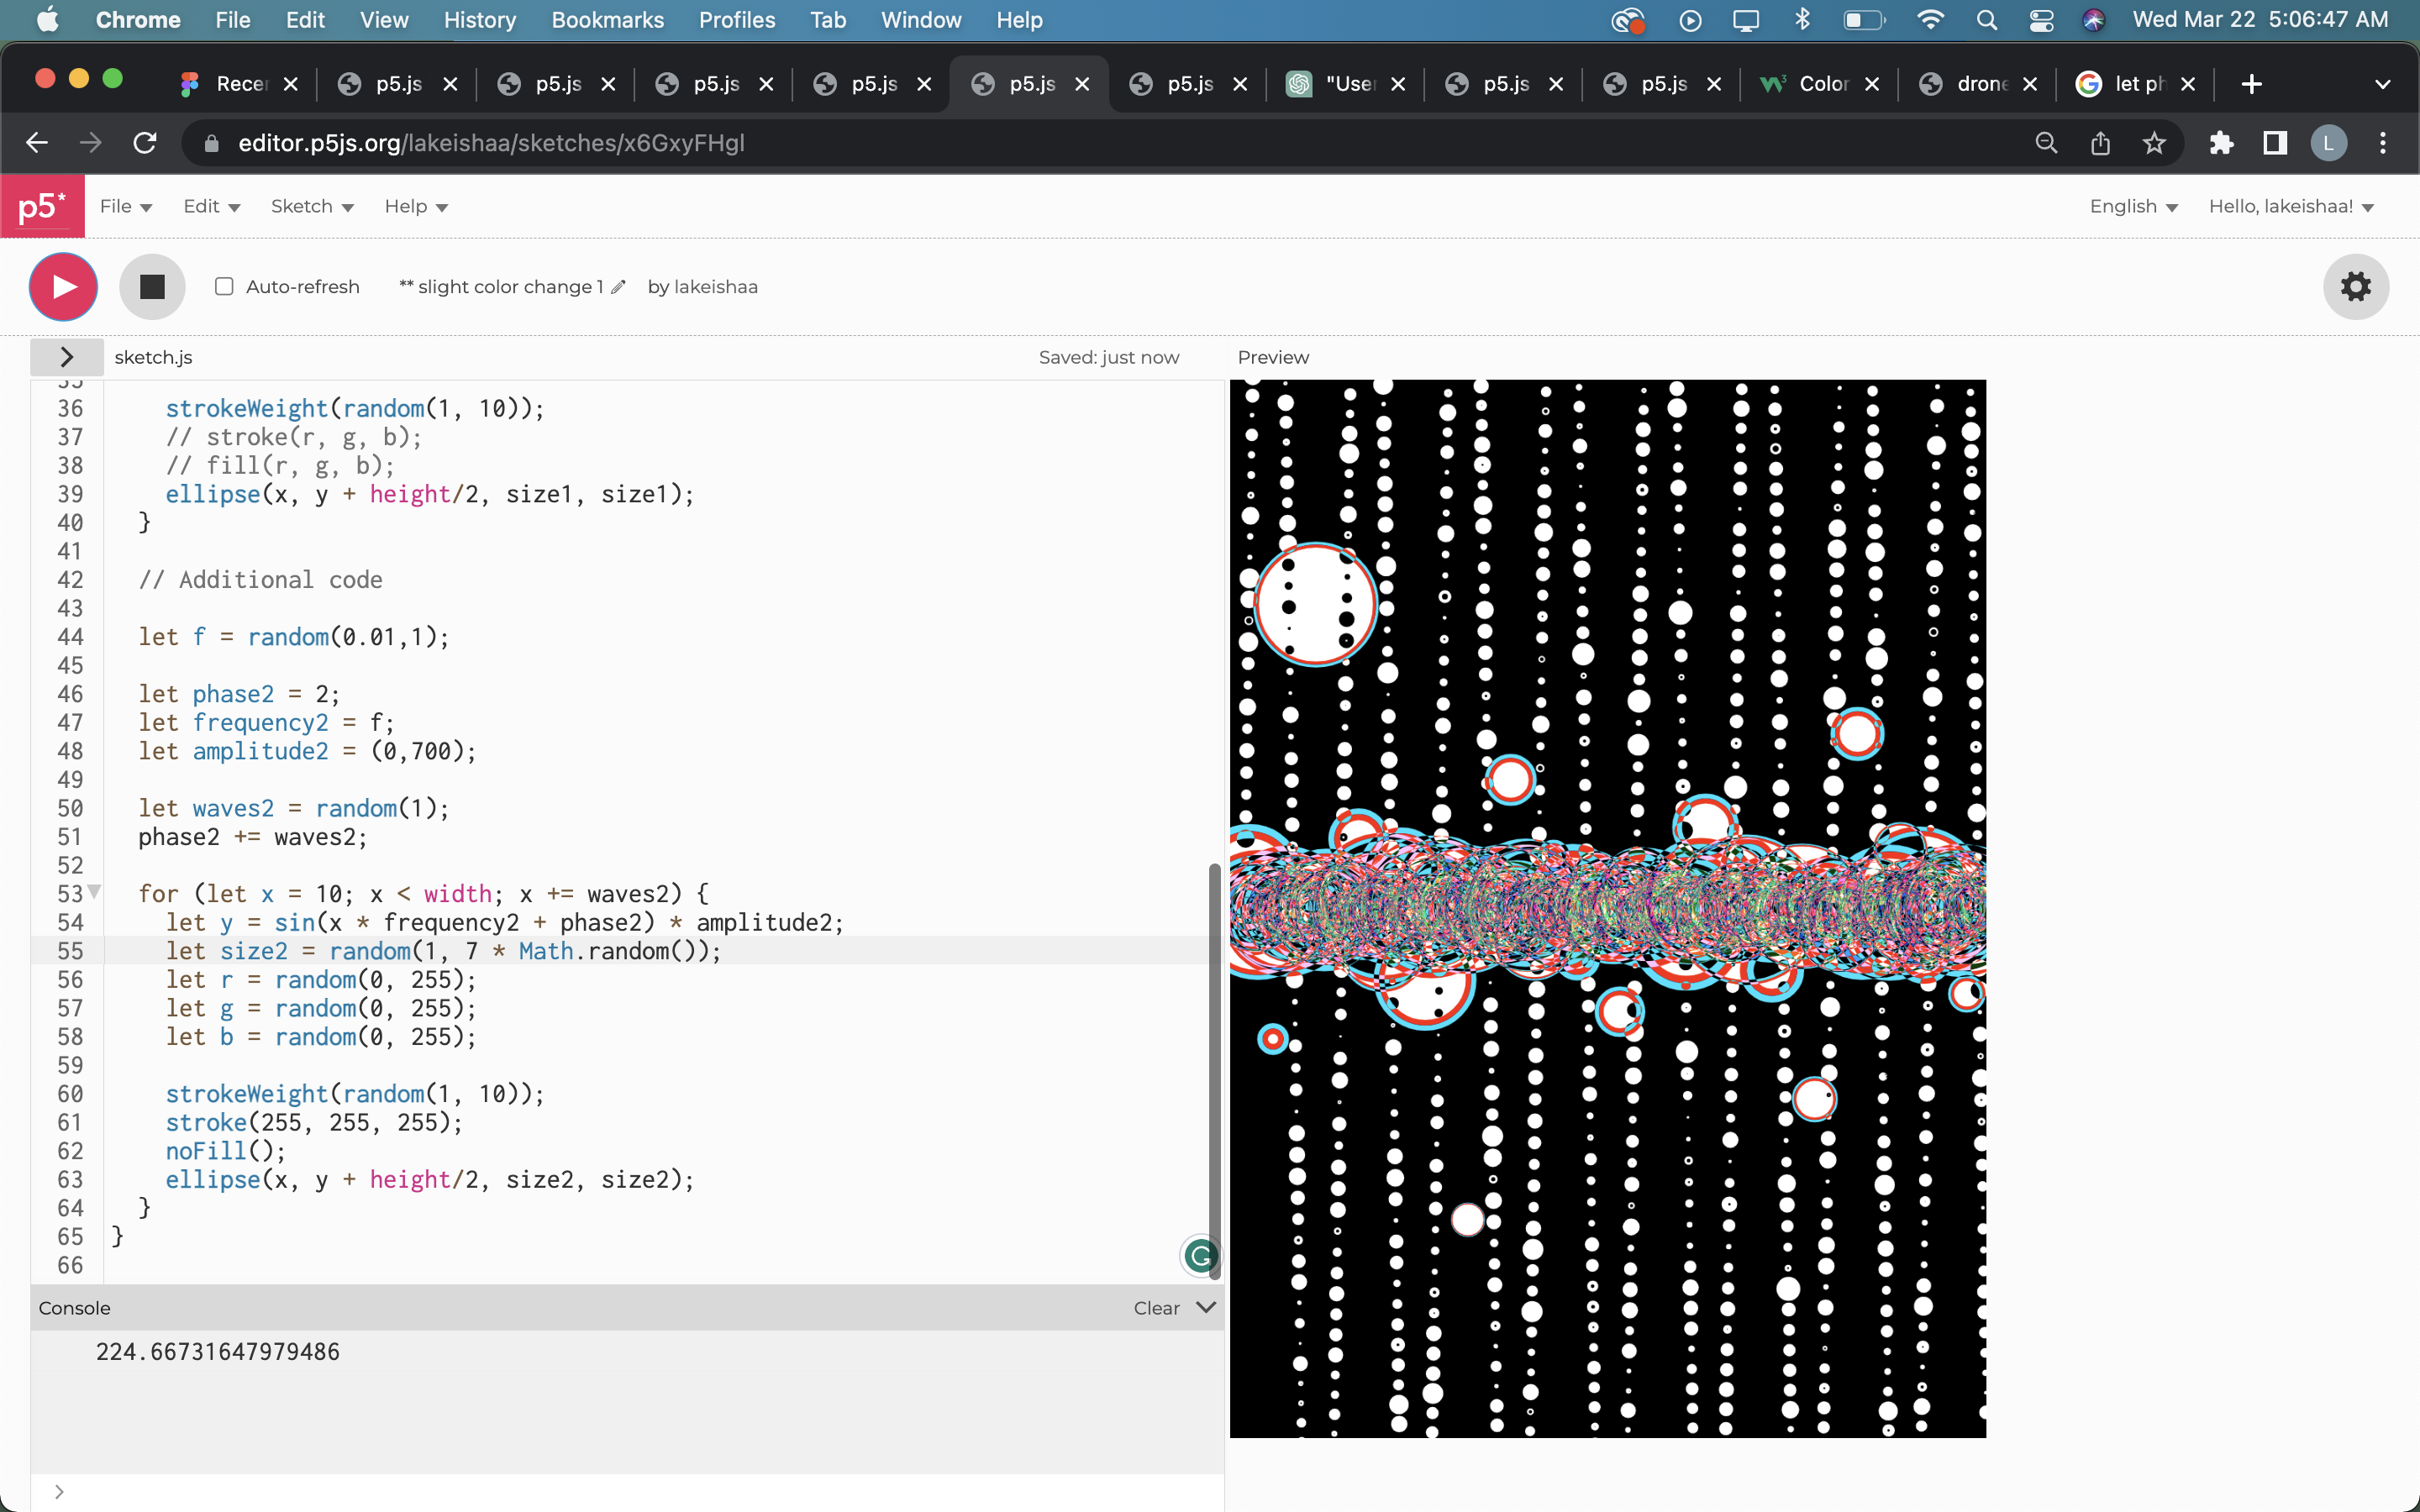 Chrome File Edit View History Bookmarks Profiles Tab Window Help Wed Mar 22 5:06:47 AM
Recen p5.js p5.js p5.js p5.js p5.js p5.js "User p5.js p5.js Color drone let ph
editor.p5js.org/lakeishaa/sketches/x6GxyFHgl L
p5* File Edit Sketch Help English Hello, lakeishaa!
Auto-refresh ** slight color change 1 by lakeishaa
sketch.js Saved: just now Preview
35
36 strokeWeight(random(1, 10));
37 // stroke(r, g, b);
38 // fill(r, g, b);
39 ellipse(x, y + height/2, size1, size1);
40 }
41
42 // Additional code
43
44 let f = random(0.01,1);
45
46 let phase2 = 2;
47 let frequency2 = f;
48 let amplitude2 = (0,700);
49
50 let waves2 = random(1);
51 phase2 += waves2;
52
53 for (let x = 10; x < width; x += waves2) {
54 let y = sin(x * frequency2 + phase2) * amplitude2;
55 let size2 = random(1, 7 * Math.random());
56 let r = random(0, 255);
57 let g = random(0, 255);
58 let b = random(0, 255);
59
60 strokeWeight(random(1, 10));
61 stroke(255, 255, 255);
62 noFill();
63 ellipse(x, y + height/2, size2, size2);
64 }
65 }
66
Console Clear
224.66731647979486